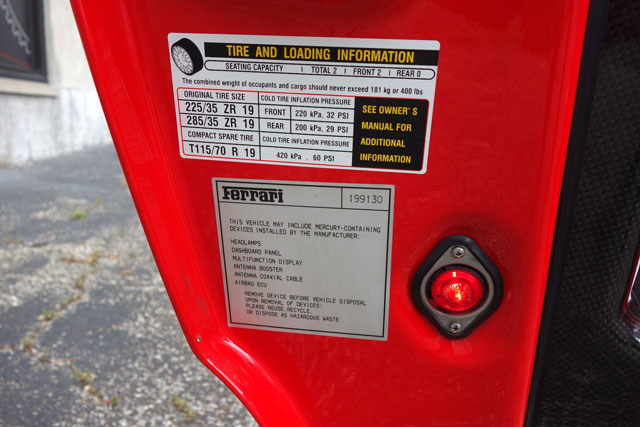 TIRE AND LOADING INFORMATION
SEATING CAPACITY | TOTAL 2 | FRONT 2 | REAR 0
The combined weight of occupants and cargo should never exceed 181 kg or 400 lbs
ORIGINAL TIRE SIZE COLD TIRE INFLATION PRESSURE
225/35 ZR 19 FRONT 220 kPa, 32 PSI
285/35 ZR 19 REAR 200 kPa, 29 PSI
COMPACT SPARE TIRE COLD TIRE INFLATION PRESSURE
T115/70 R 19 420 kPa . 60 PSI
SEE OWNER'S
MANUAL FOR
ADDITIONAL
INFORMATION
Ferrari 199130
THIS VEHICLE MAY INCLUDE MERCURY-CONTAINING
DEVICES INSTALLED BY THE MANUFACTURER:
HEADLAMPS
DASHBOARD PANEL
MULTIFUNCTION DISPLAY
ANTENNA BOOSTER
ANTENNA COAXIAL CABLE
AIRBAG ECU
REMOVE DEVICE BEFORE VEHICLE DISPOSAL
UPON REMOVAL OF DEVICES:
PLEASE REUSE, RECYCLE,
OR DISPOSE AS HAZARDOUS WASTE